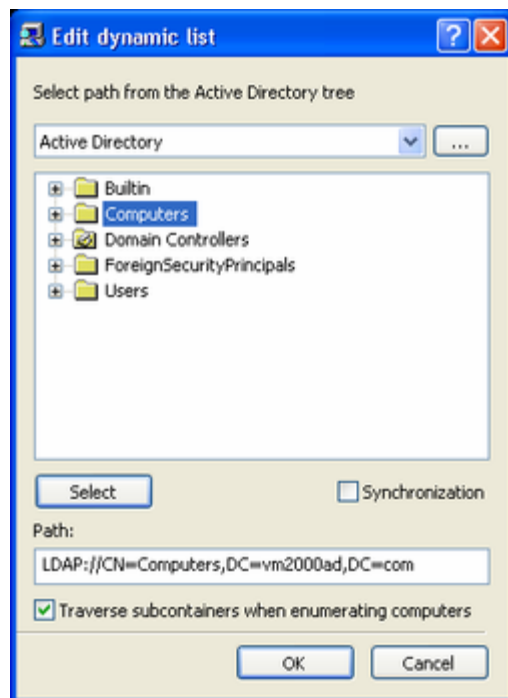 Edit dynamic list
Select path from the Active Directory tree
Active Directory
...
Builtin
Computers
Domain Controllers
ForeignSecurityPrincipals
Users
Select
Synchronization
Path:
LDAP://CN=Computers,DC=vm2000ad,DC=com
Traverse subcontainers when enumerating computers
OK
Cancel